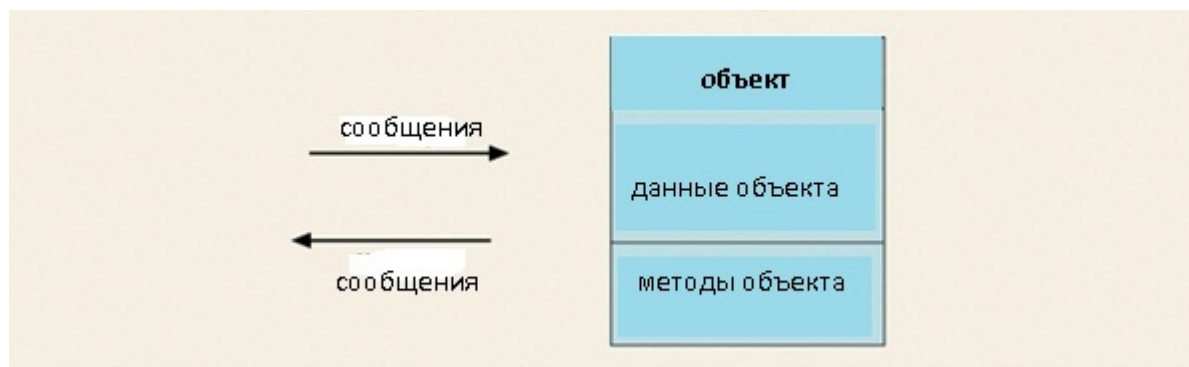 объект
сообщения
данные объекта
сообщения
методы объекта